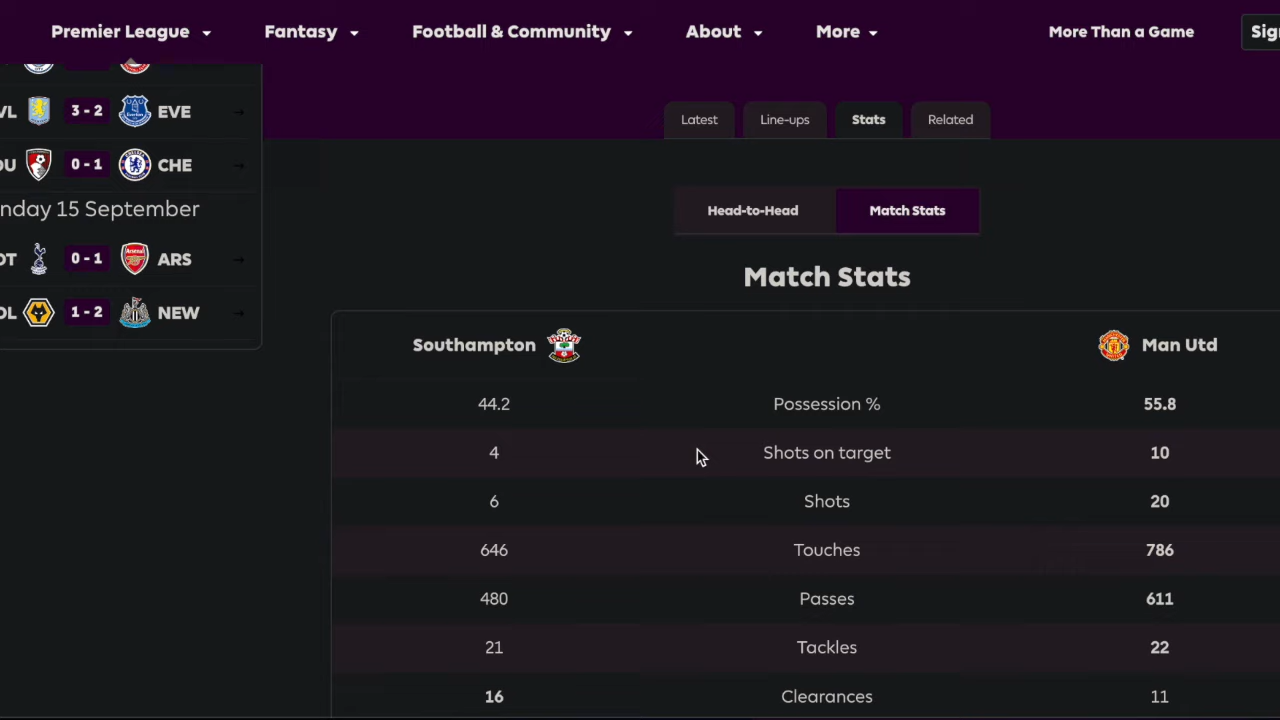 Premier League Fantasy Football & Community About More More Than a Game Sig
VL 3 - 2 EVE
OU 0 - 1 CHE
nday 15 September
OT 0 - 1 ARS
OL 1 - 2 NEW
Latest Line-ups Stats Related
Head-to-Head Match Stats
Match Stats
Southampton Man Utd
44.2 Possession % 55.8
4 Shots on target 10
6 Shots 20
646 Touches 786
480 Passes 611
21 Tackles 22
16 Clearances 11